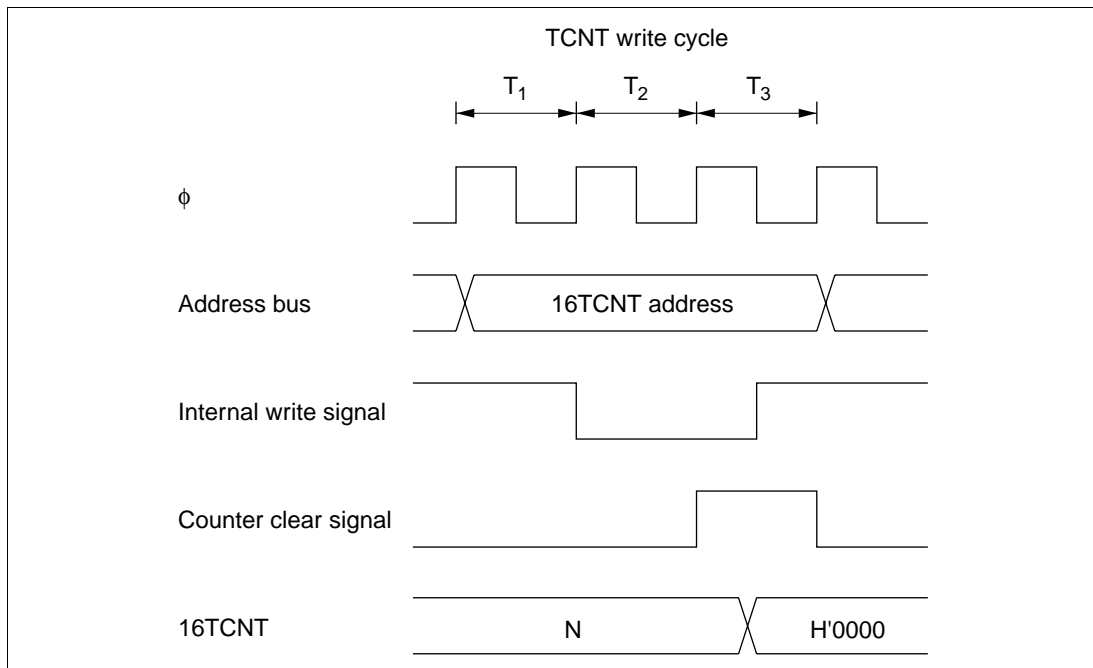 TCNT write cycle
T1 T2 T3
φ
Address bus
16TCNT address
Internal write signal
Counter clear signal
16TCNT
N
H'0000